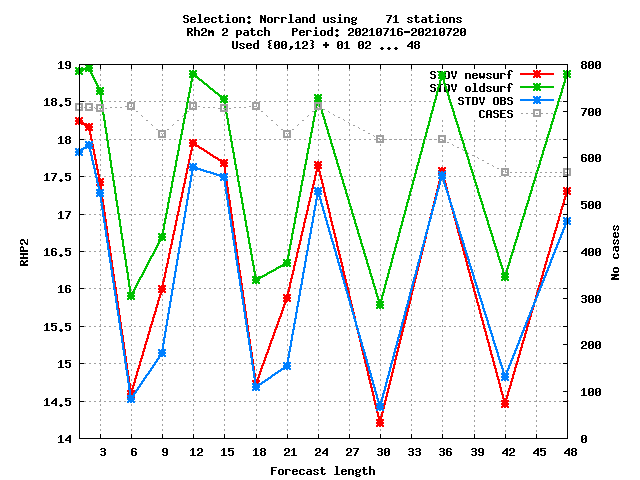 Selection: Norrland using    71 stations
Rh2m 2 patch   Period: 20210716-20210720
Used {00,12} + 01 02 ... 48
STDV newsurf
STDV oldsurf
STDV OBS
CASES
19
18.5
18
17.5
17
16.5
16
15.5
15
14.5
14
RHP2
800
700
600
500
400
300
200
100
0
No cases
3 6 9 12 15 18 21 24 27 30 33 36 39 42 45 48
Forecast length